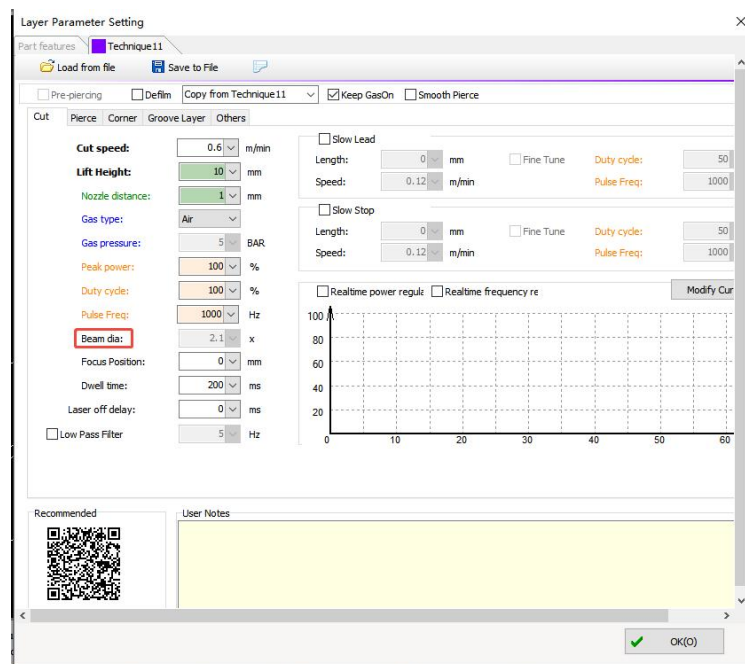 Layer Parameter Setting
Part features Technique11
Load from file Save to File
Pre-piercing Defilm Copy from Technique11 Keep GasOn Smooth Pierce
Cut Pierce Corner Groove Layer Others
Cut speed: 0.6 m/min
Lift Height: 10 mm
Nozzle distance: 1 mm
Gas type: Air
Gas pressure: 5 BAR
Peak power: 100 %
Duty cycle: 100 %
Pulse Freq: 1000 Hz
Beam dia: 2.1 x
Focus Position: 0 mm
Dwell time: 200 ms
Laser off delay: 0 ms
Low Pass Filter 5 Hz
Slow Lead
Length: 0 mm Fine Tune Duty cycle: 50
Speed: 0.12 m/min Pulse Freq: 1000
Slow Stop
Length: 0 mm Fine Tune Duty cycle: 50
Speed: 0.12 m/min Pulse Freq: 1000
Realtime power regula Realtime frequency re Modify Cur
100
80
60
40
20
0 10 20 30 40 50 60
Recommended User Notes
OK(O)